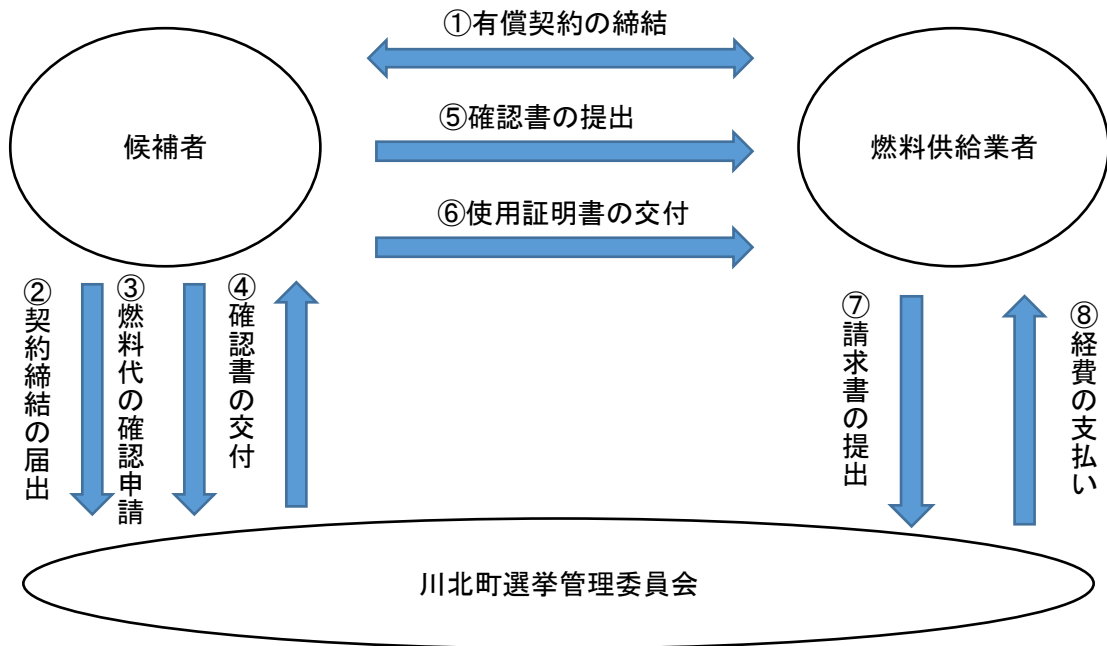 ①有償契約の締結
候補者
⑤確認書の提出
燃料供給業者
⑥使用証明書の交付
②契約締結の届出
③燃料代の確認申請
④確認書の交付
⑦請求書の提出
⑧経費の支払い
川北町選挙管理委員会